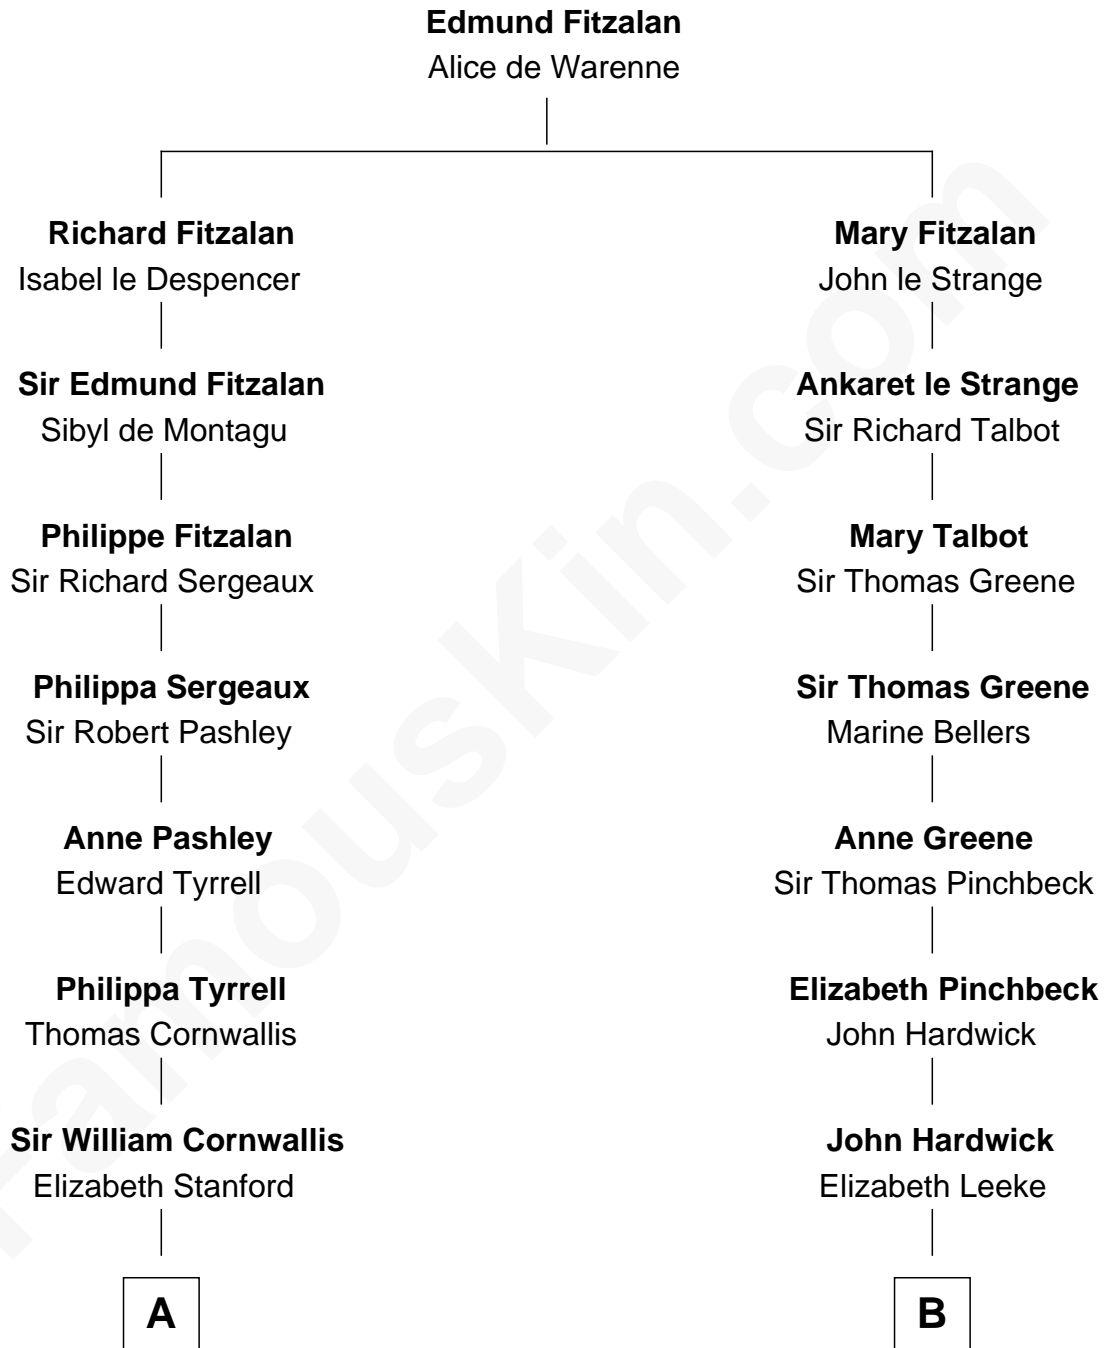 Edmund Fitzalan
Alice de Warenne
Richard Fitzalan
Isabel le Despencer
Mary Fitzalan
John le Strange
Sir Edmund Fitzalan
Sibyl de Montagu
Ankaret le Strange
Sir Richard Talbot
Philippe Fitzalan
Sir Richard Sergeaux
Mary Talbot
Sir Thomas Greene
Philippa Sergeaux
Sir Robert Pashley
Sir Thomas Greene
Marine Bellers
Anne Pashley
Edward Tyrrell
Anne Greene
Sir Thomas Pinchbeck
Philippa Tyrrell
Thomas Cornwallis
Elizabeth Pinchbeck
John Hardwick
Sir William Cornwallis
Elizabeth Stanford
John Hardwick
Elizabeth Leeke
A
B
FamousKin.com